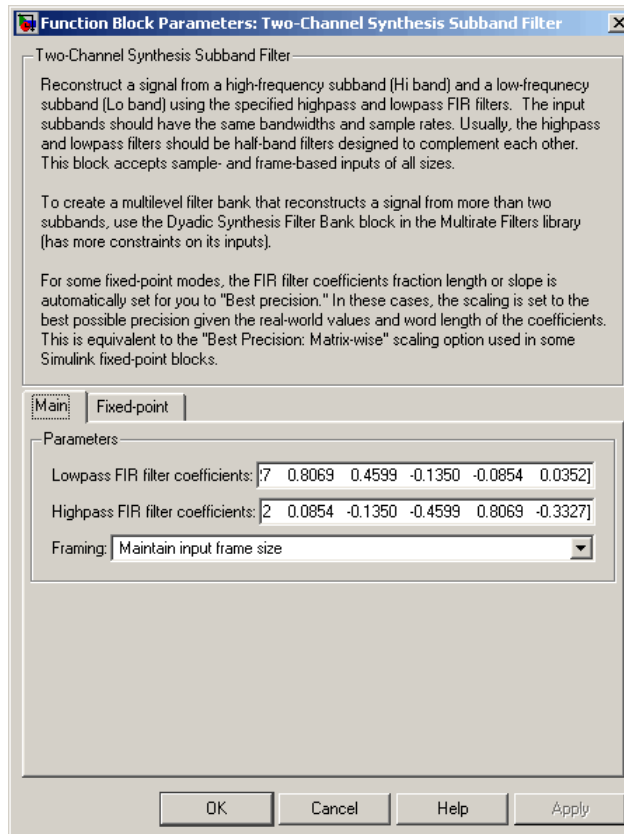 Function Block Parameters: Two-Channel Synthesis Subband Filter
Two-Channel Synthesis Subband Filter
Reconstruct a signal from a high-frequency subband (Hi band) and a low-frequnecy
subband (Lo band) using the specified highpass and lowpass FIR filters. The input
subbands should have the same bandwidths and sample rates. Usually, the highpass
and lowpass filters should be half-band filters designed to complement each other.
This block accepts sample- and frame-based inputs of all sizes.
To create a multilevel filter bank that reconstructs a signal from more than two
subbands, use the Dyadic Synthesis Filter Bank block in the Multirate Filters library
(has more constraints on its inputs).
For some fixed-point modes, the FIR filter coefficients fraction length or slope is
automatically set for you to "Best precision." In these cases, the scaling is set to the
best possible precision given the real-world values and word length of the coefficients.
This is equivalent to the "Best Precision: Matrix-wise" scaling option used in some
Simulink fixed-point blocks.
Main Fixed-point
Parameters
Lowpass FIR filter coefficients: 7 0.8069 0.4599 -0.1350 -0.0854 0.0352]
Highpass FIR filter coefficients: 2 0.0854 -0.1350 -0.4599 0.8069 -0.3327]
Framing: Maintain input frame size
OK Cancel Help Apply